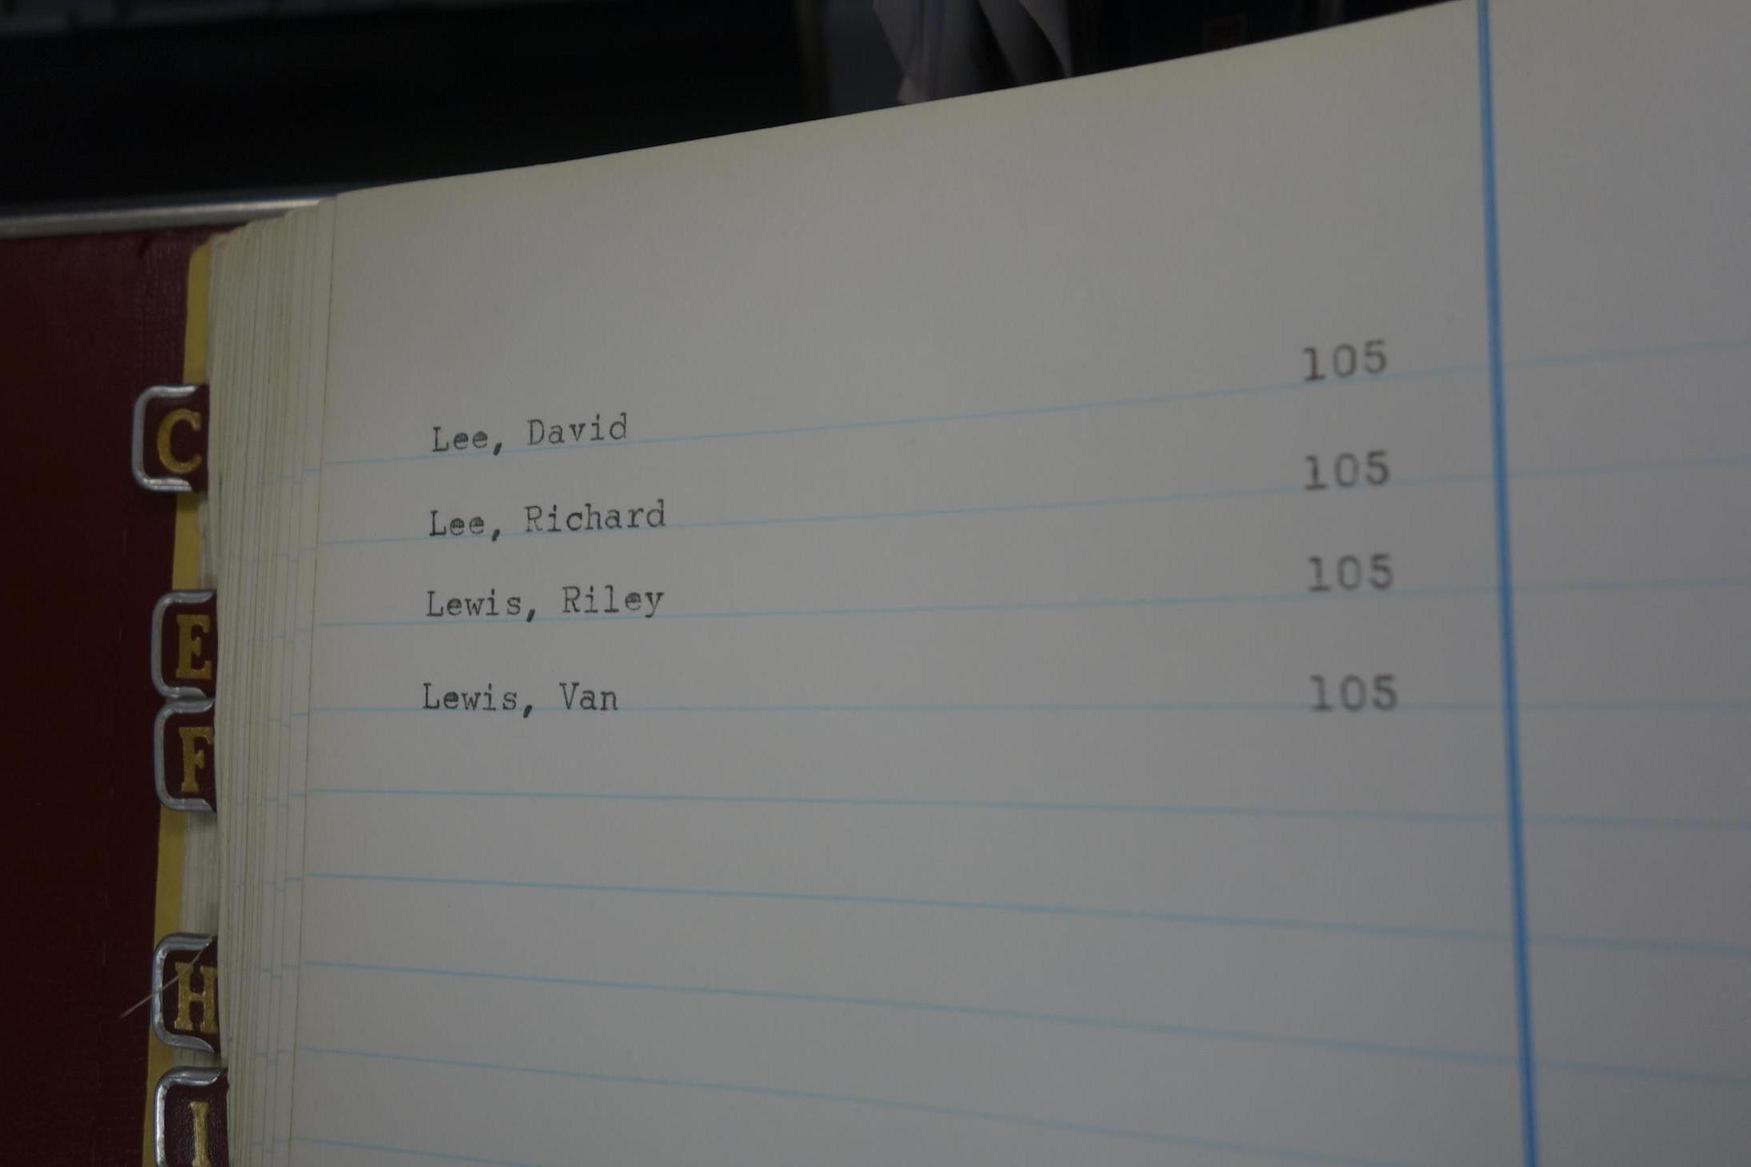 Lee, David 105
Lee, Richard 105
Lewis, Riley 105
Lewis, Van 105
C
E
F
H
I